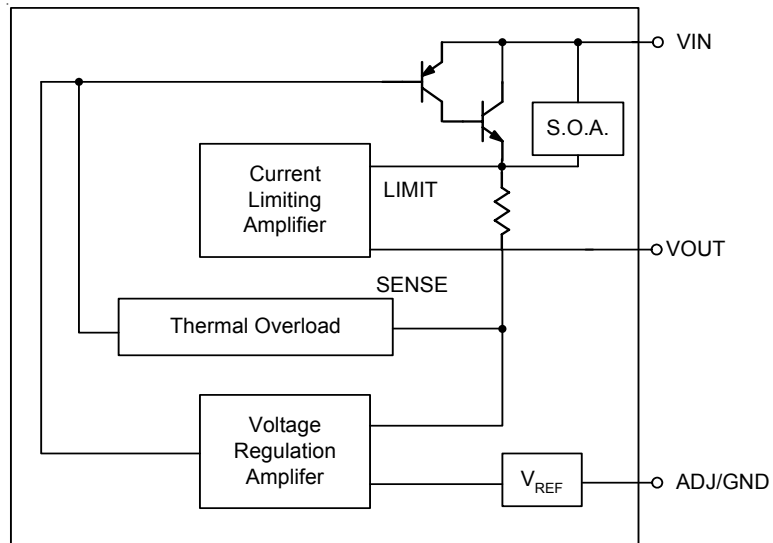 VIN
S.O.A.
Current
Limiting
Amplifier
LIMIT
VOUT
SENSE
Thermal Overload
Voltage
Regulation
Amplifer
VREF
ADJ/GND